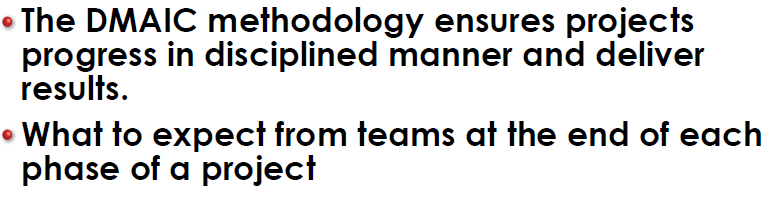 • The DMAIC methodology ensures projects
progress in disciplined manner and deliver
results.
• What to expect from teams at the end of each
phase of a project